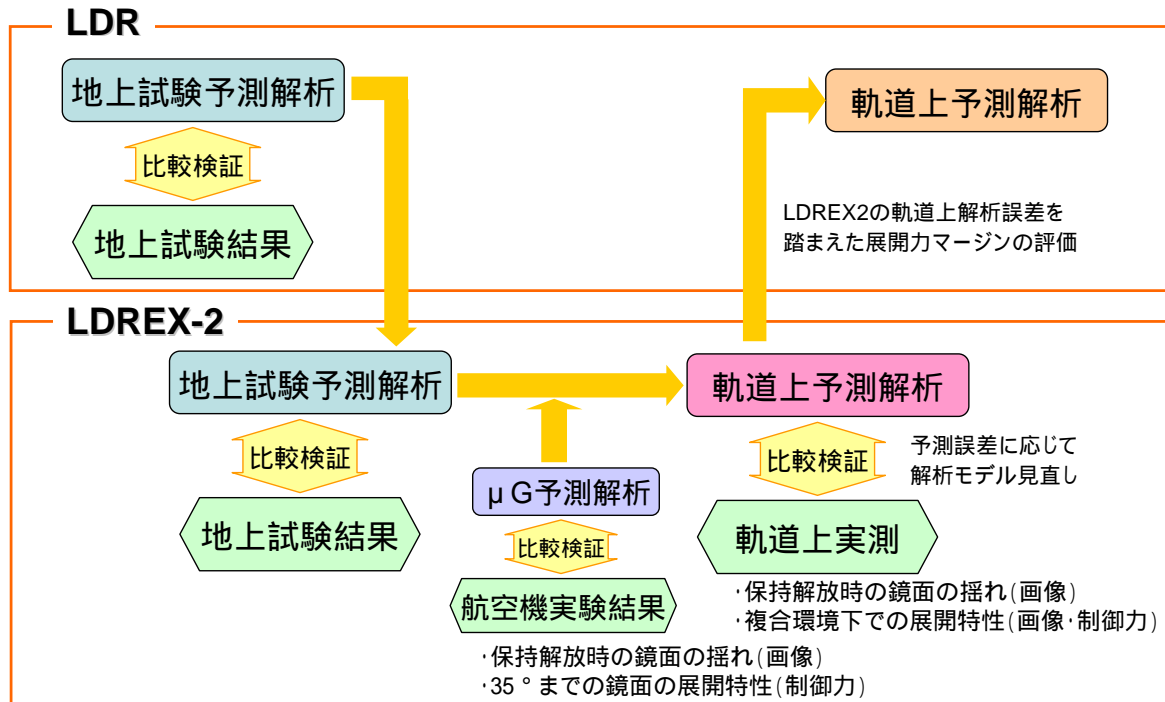 LDR
地上試験予測解析
軌道上予測解析
比較検証
地上試験結果
LDREX2の軌道上解析誤差を
踏まえた展開力マージンの評価
LDREX-2
地上試験予測解析
軌道上予測解析
比較検証
比較検証
予測誤差に応じて
解析モデル見直し
μG予測解析
地上試験結果
軌道上実測
比較検証
航空機実験結果
·保持解放時の鏡面の揺れ(画像)
·複合環境下での展開特性(画像·制御力)
·保持解放時の鏡面の揺れ(画像)
·35°までの鏡面の展開特性(制御力)